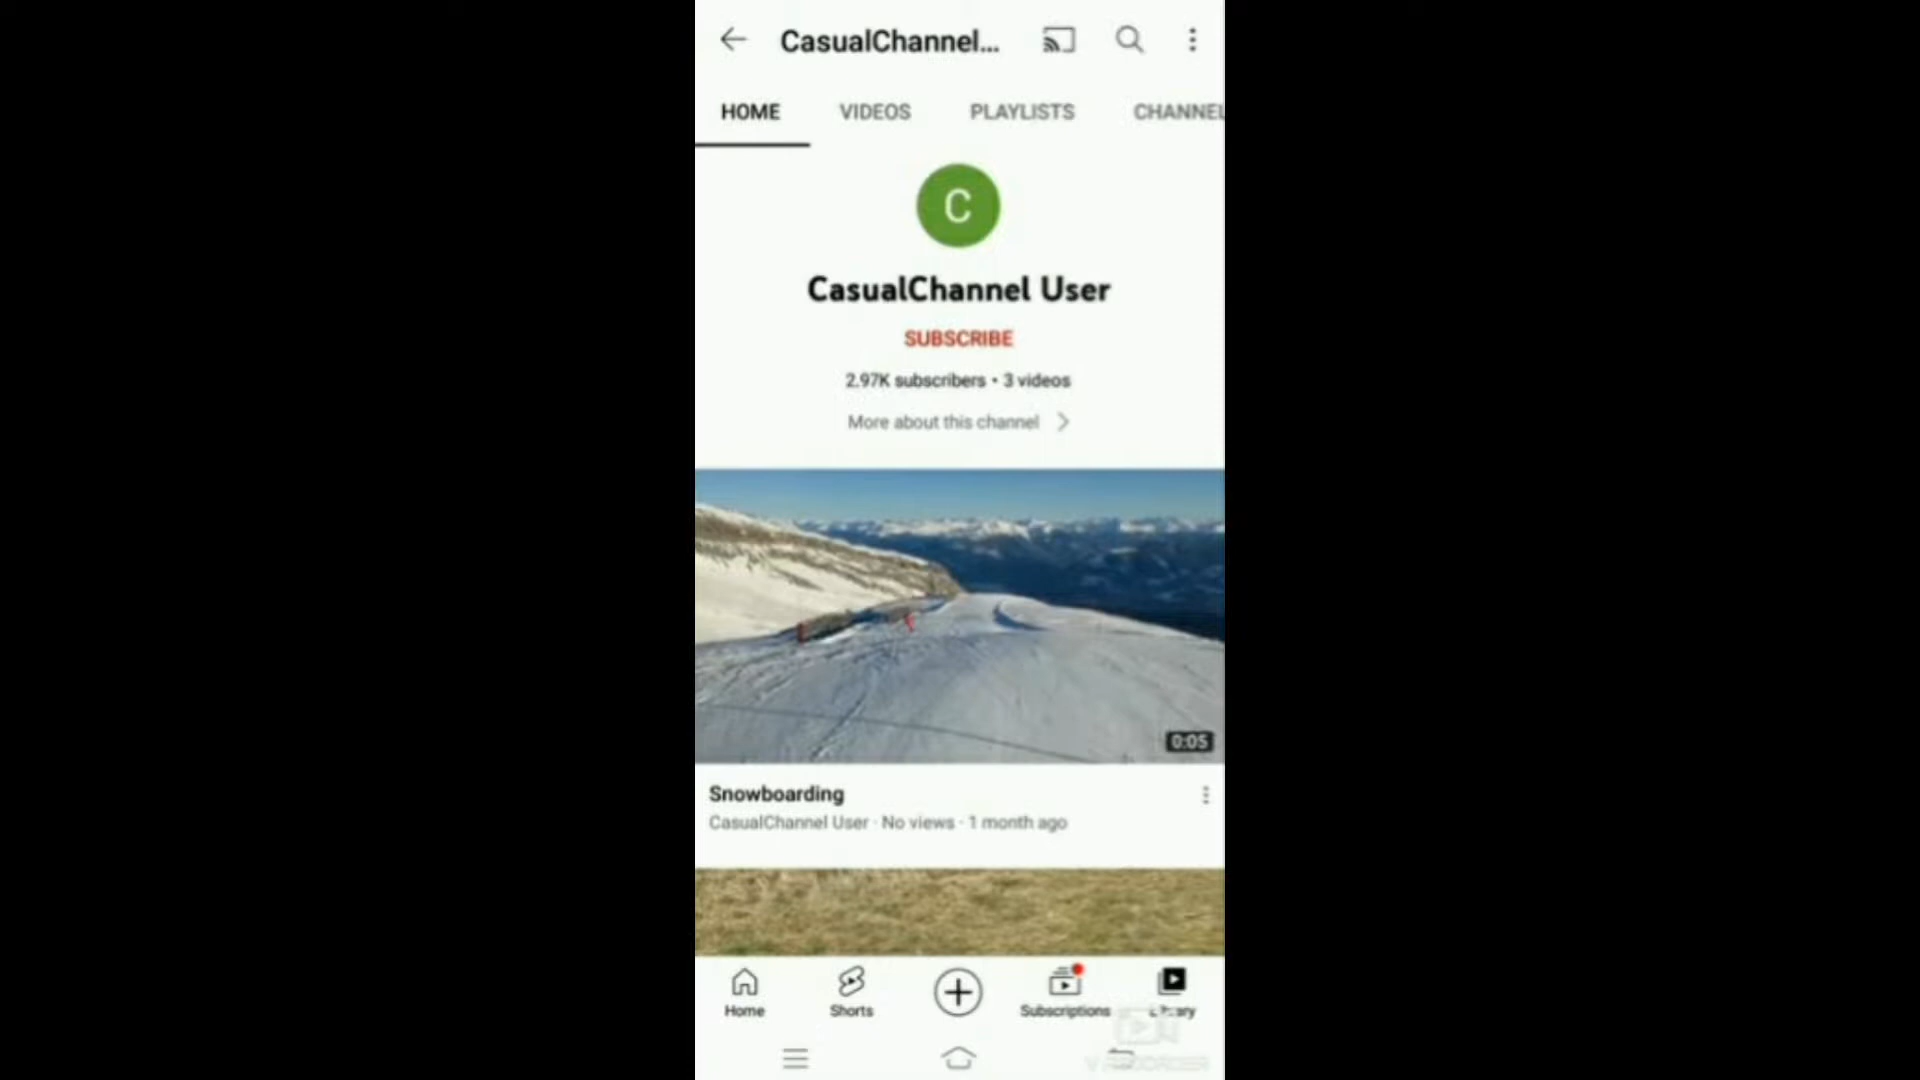 CasualChannel...
HOME VIDEOS PLAYLISTS CHANNEL
C
CasualChannel User
SUBSCRIBE
2.97K subscribers • 3 videos
More about this channel
0:05
Snowboarding
CasualChannel User · No views · 1 month ago
Home Shorts Subscriptions Library